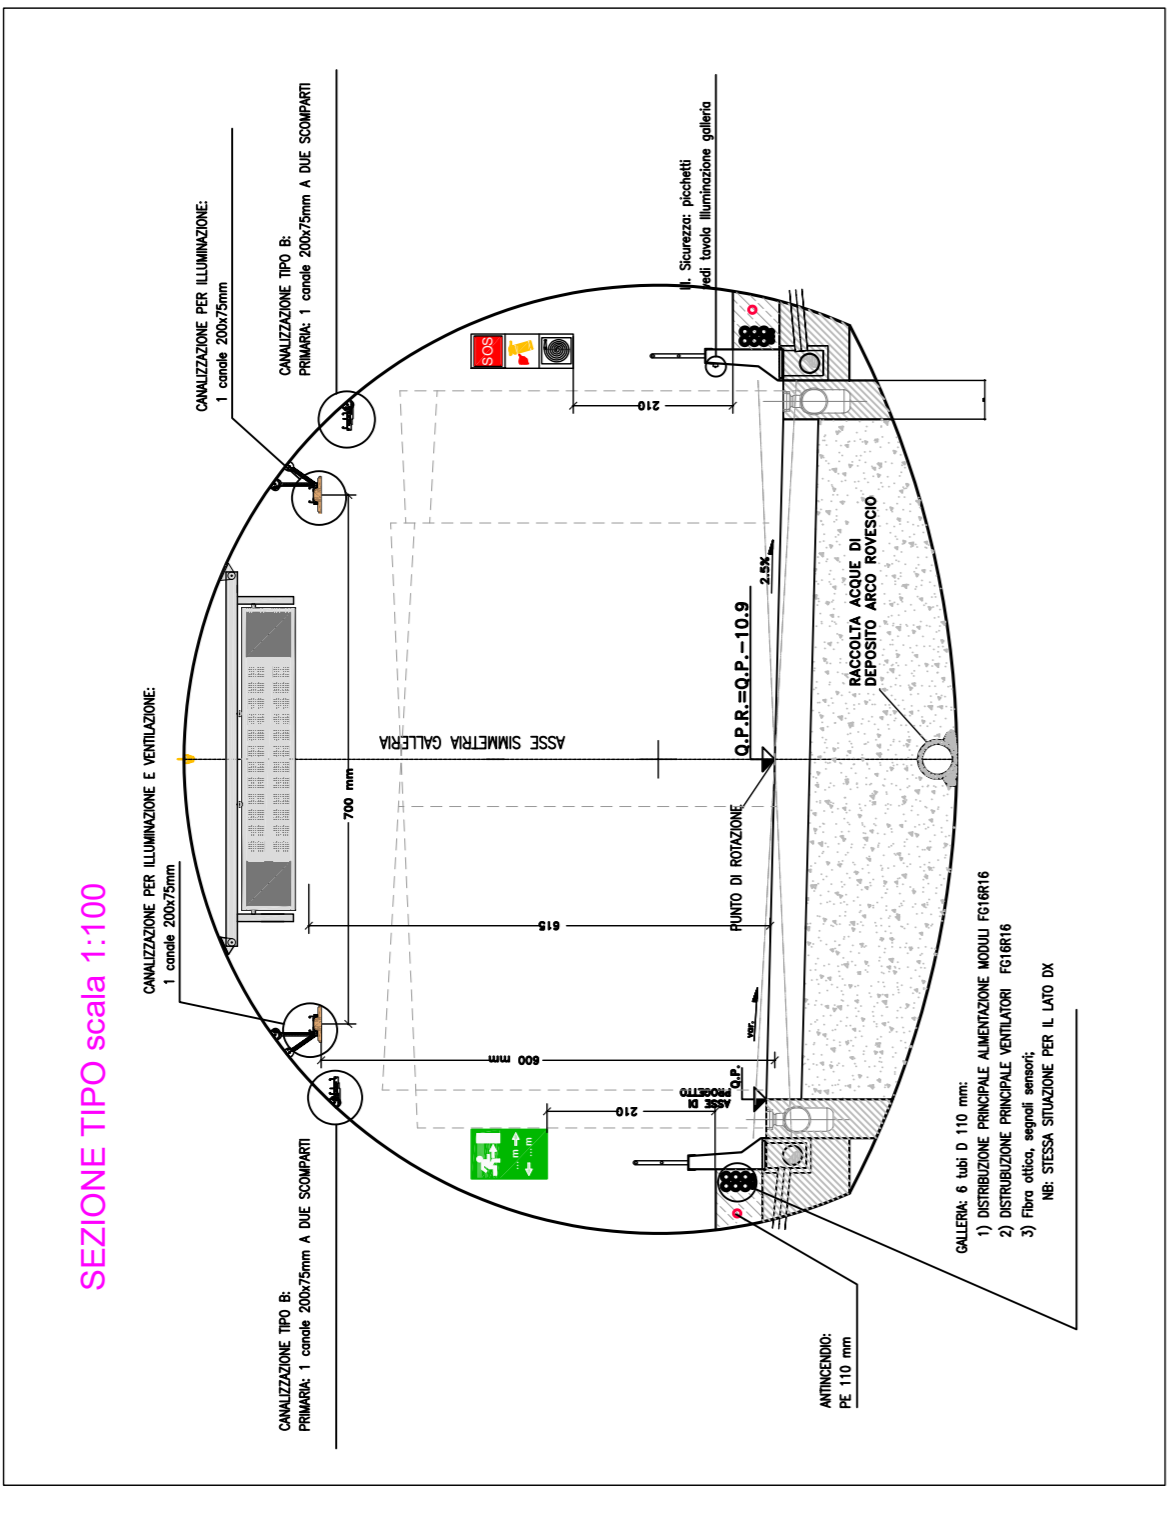 SEZIONE TIPO scala 1:100
CANALIZZAZIONE PER ILLUMINAZIONE E VENTILAZIONE:
1 canale 200x75mm
CANALIZZAZIONE PER ILLUMINAZIONE:
1 canale 200x75mm
CANALIZZAZIONE TIPO B:
PRIMARIA: 1 canale 200x75mm A DUE SCOMPARTI
CANALIZZAZIONE TIPO B:
PRIMARIA: 1 canale 200x75mm A DUE SCOMPARTI
700 mm
ASSE SIMMETRIA GALLERIA
615
600 mm
SOS
210
Ill. Sicurezza: picchetti
vedi tavola Illuminazione galleria
m
m
210
ASSE DI
PROGETTO
Q.P.
var.
PUNTO DI ROTAZIONE
Q.P.R.=Q.P.-10.9
2.5%
RACCOLTA ACQUE DI
DEPOSITO ARCO ROVESCIO
ANTINCENDIO:
PE 110 mm
GALLERIA: 6 tubi D 110 mm:
1) DISTRIBUZIONE PRINCIPALE ALIMENTAZIONE MODULI FG16R16
2) DISTRUBUZIONE PRINCIPALE VENTILATORI FG16R16
3) Fibra ottica, segnali sensori;
NB: STESSA SITUAZIONE PER IL LATO DX